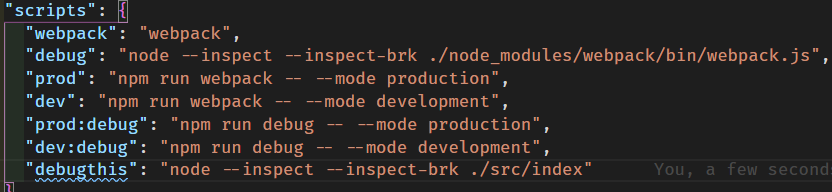 "scripts": {
"webpack": "webpack",
"debug": "node --inspect --inspect-brk ./node_modules/webpack/bin/webpack.js",
"prod": "npm run webpack -- --mode production",
"dev": "npm run webpack -- --mode development",
"prod:debug": "npm run debug -- --mode production",
"dev:debug": "npm run debug -- --mode development",
"debugthis": "node --inspect --inspect-brk ./src/index" You, a few second
}